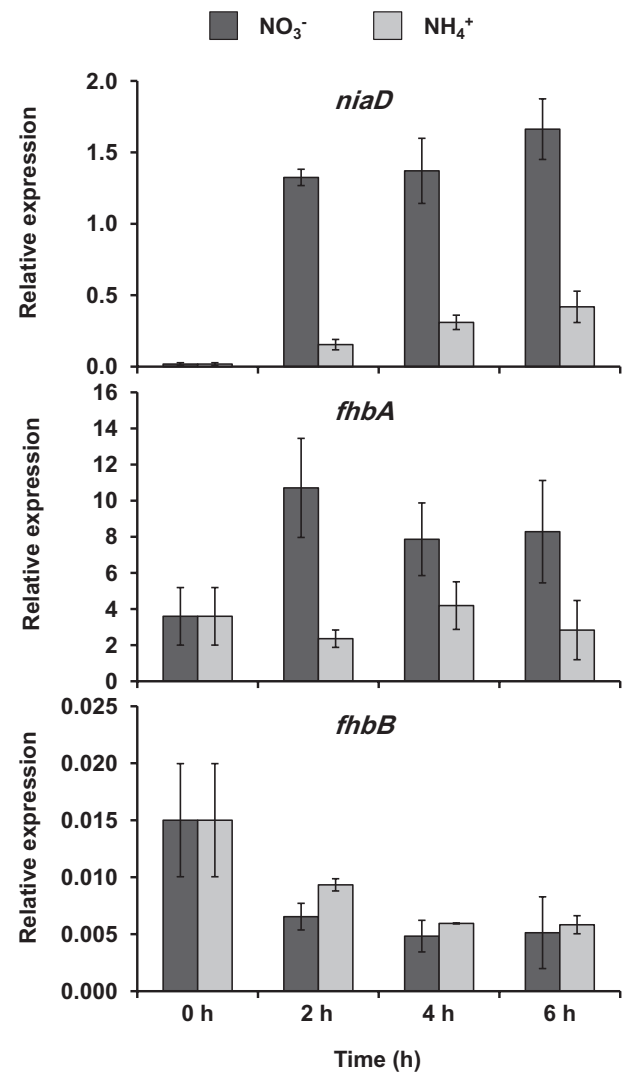 NO₃⁻ NH₄⁺
niaD
Relative expression
2.0
1.5
1.0
0.5
0.0
fhbA
Relative expression
16
14
12
10
8
6
4
2
0
fhbB
Relative expression
0.025
0.020
0.015
0.010
0.005
0.000
0 h 2 h 4 h 6 h
Time (h)